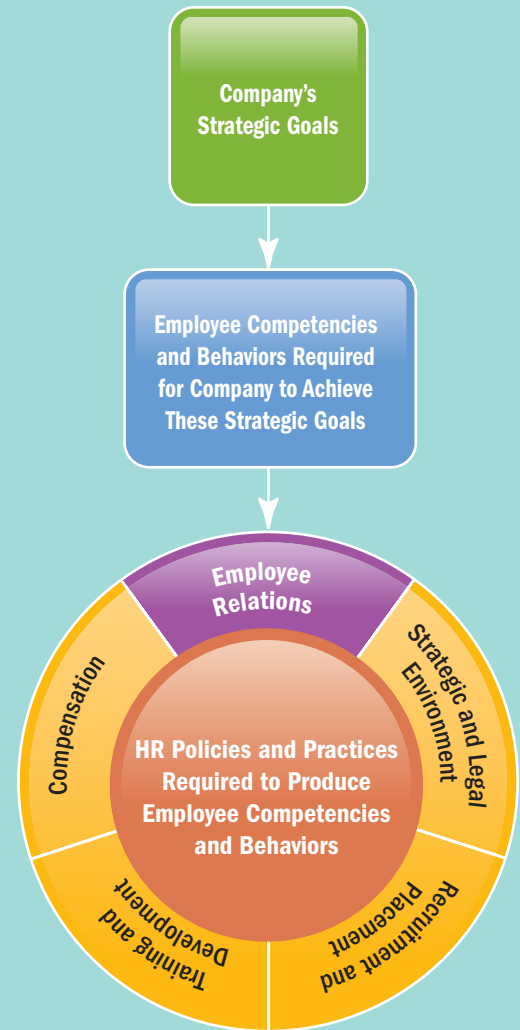 Company's
Strategic Goals
Employee Competencies
and Behaviors Required
for Company to Achieve
These Strategic Goals
Employee
Relations
Strategic and Legal
Environment
Recruitment and
Placement
Training and
Development
Compensation
HR Policies and Practices
Required to Produce
Employee Competencies
and Behaviors